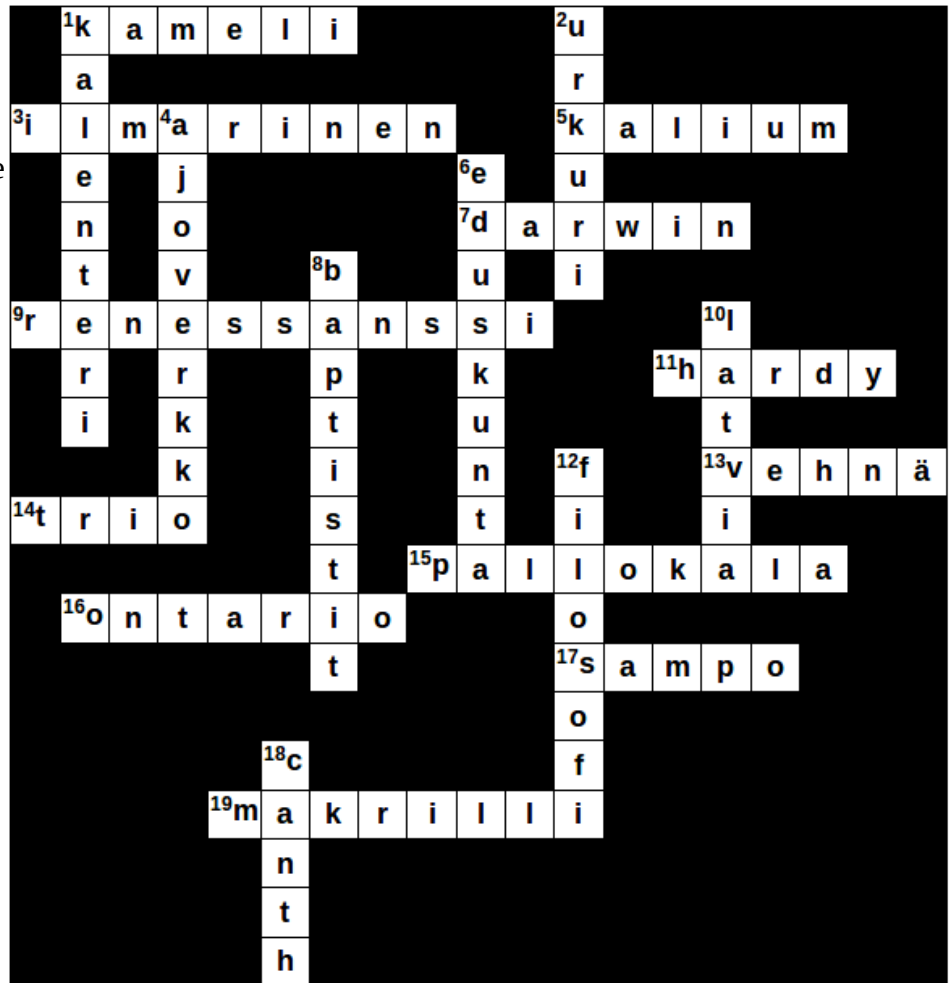 1k a m e l i 2u
a r
3i l m 4a r i n e n 5k a l i u m
e e j 6e u
n o 7d a r w i n
t v 8b u i
9r e n e s s a n s s i 10l
r r p k 11h a r d y
i k t u t
k i n 12f 13v e h n ä
14t r i o s t i i
t 15p a l l o k a l a
16o n t a r i o o
t 17s a m p o
o
18c f
19m a k r i l l i
n
t
h